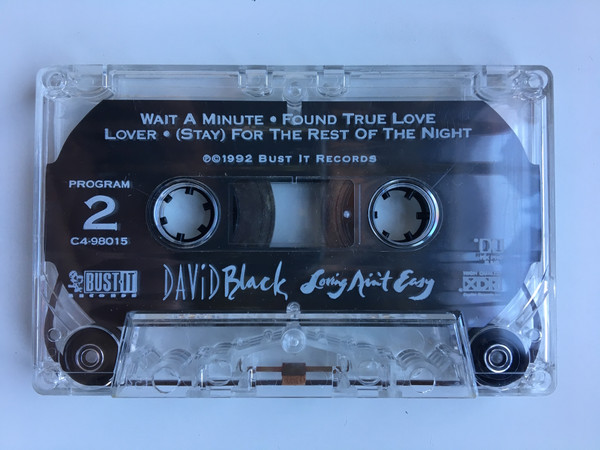 WAIT A MINUTE • FOUND TRUE LOVE
LOVER • (STAY) FOR THE REST OF THE NIGHT
℗©1992 BUST IT RECORDS
PROGRAM
2
C4-98015
BUST IT
RECORDS
DAViD Black Loving Ain't Easy